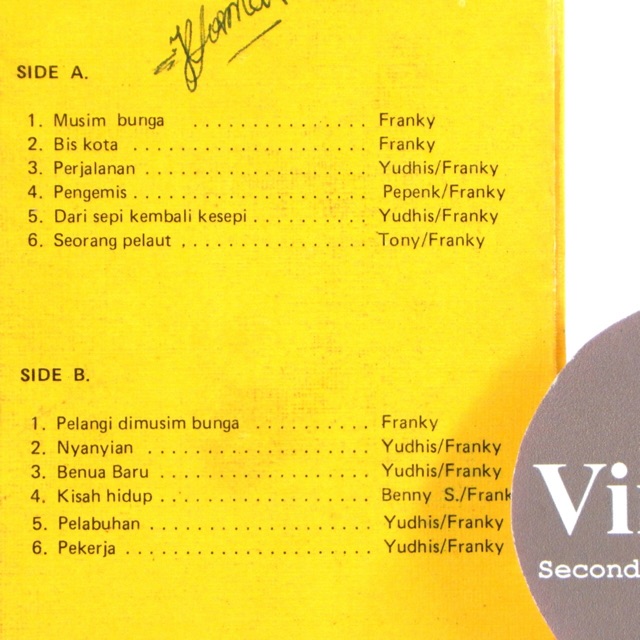 SIDE A.
1. Musim bunga . . . . . . . . . . . . . . . Franky
2. Bis kota . . . . . . . . . . . . . . . . . . . . Franky
3. Perjalanan . . . . . . . . . . . . . . . . . . . Yudhis/Franky
4. Pengemis . . . . . . . . . . . . . . . . . . . . Pepenk/Franky
5. Dari sepi kembali kesepi . . . . . . . . . . Yudhis/Franky
6. Seorang pelaut . . . . . . . . . . . . . . . . Tony/Franky
SIDE B.
1. Pelangi dimusim bunga . . . . . . . . . . Franky
2. Nyanyian . . . . . . . . . . . . . . . . . . . Yudhis/Franky
3. Benua Baru . . . . . . . . . . . . . . . . . . Yudhis/Franky
4. Kisah hidup . . . . . . . . . . . . . . . . . . Benny S./Frank
5. Pelabuhan . . . . . . . . . . . . . . . . . . . Yudhis/Franky
6. Pekerja . . . . . . . . . . . . . . . . . . . . . Yudhis/Franky
Second